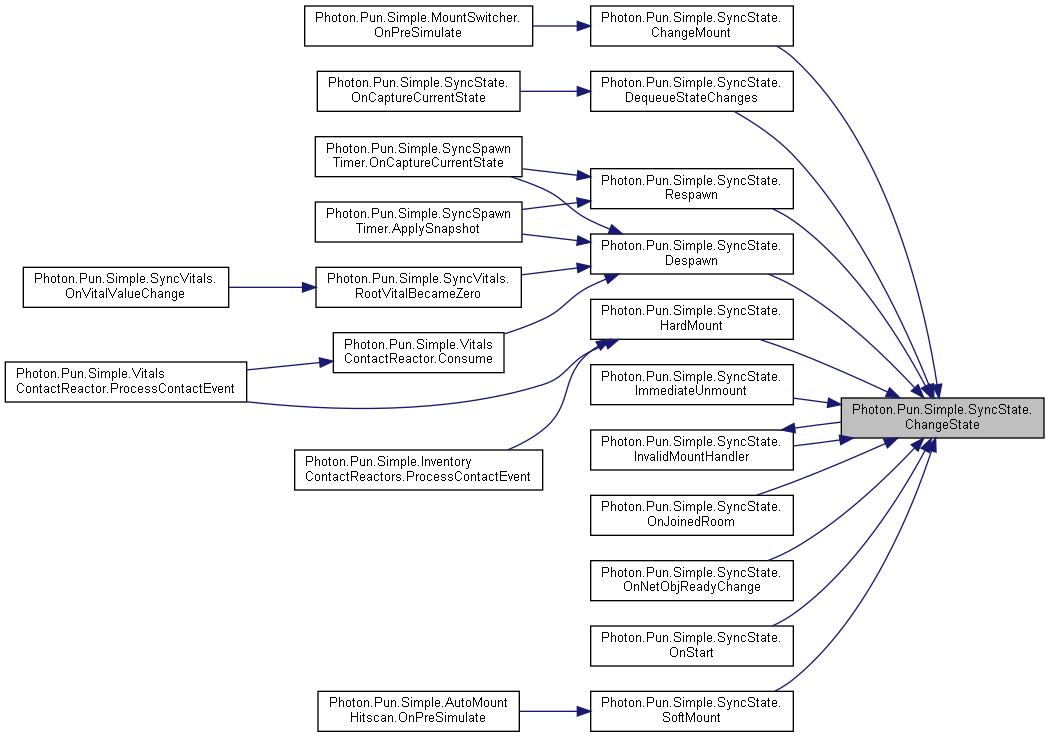 Photon.Pun.Simple.MountSwitcher.
OnPreSimulate
Photon.Pun.Simple.SyncState.
ChangeMount
Photon.Pun.Simple.SyncState.
OnCaptureCurrentState
Photon.Pun.Simple.SyncState.
DequeueStateChanges
Photon.Pun.Simple.SyncSpawn
Timer.OnCaptureCurrentState
Photon.Pun.Simple.SyncState.
Respawn
Photon.Pun.Simple.SyncSpawn
Timer.ApplySnapshot
Photon.Pun.Simple.SyncState.
Despawn
Photon.Pun.Simple.SyncVitals.
OnVitalValueChange
Photon.Pun.Simple.SyncVitals.
RootVitalBecameZero
Photon.Pun.Simple.SyncState.
HardMount
Photon.Pun.Simple.Vitals
ContactReactor.Consume
Photon.Pun.Simple.Vitals
ContactReactor.ProcessContactEvent
Photon.Pun.Simple.SyncState.
ImmediateUnmount
Photon.Pun.Simple.SyncState.
ChangeState
Photon.Pun.Simple.SyncState.
InvalidMountHandler
Photon.Pun.Simple.Inventory
ContactReactors.ProcessContactEvent
Photon.Pun.Simple.SyncState.
OnJoinedRoom
Photon.Pun.Simple.SyncState.
OnNetObjReadyChange
Photon.Pun.Simple.SyncState.
OnStart
Photon.Pun.Simple.AutoMount
Hitscan.OnPreSimulate
Photon.Pun.Simple.SyncState.
SoftMount